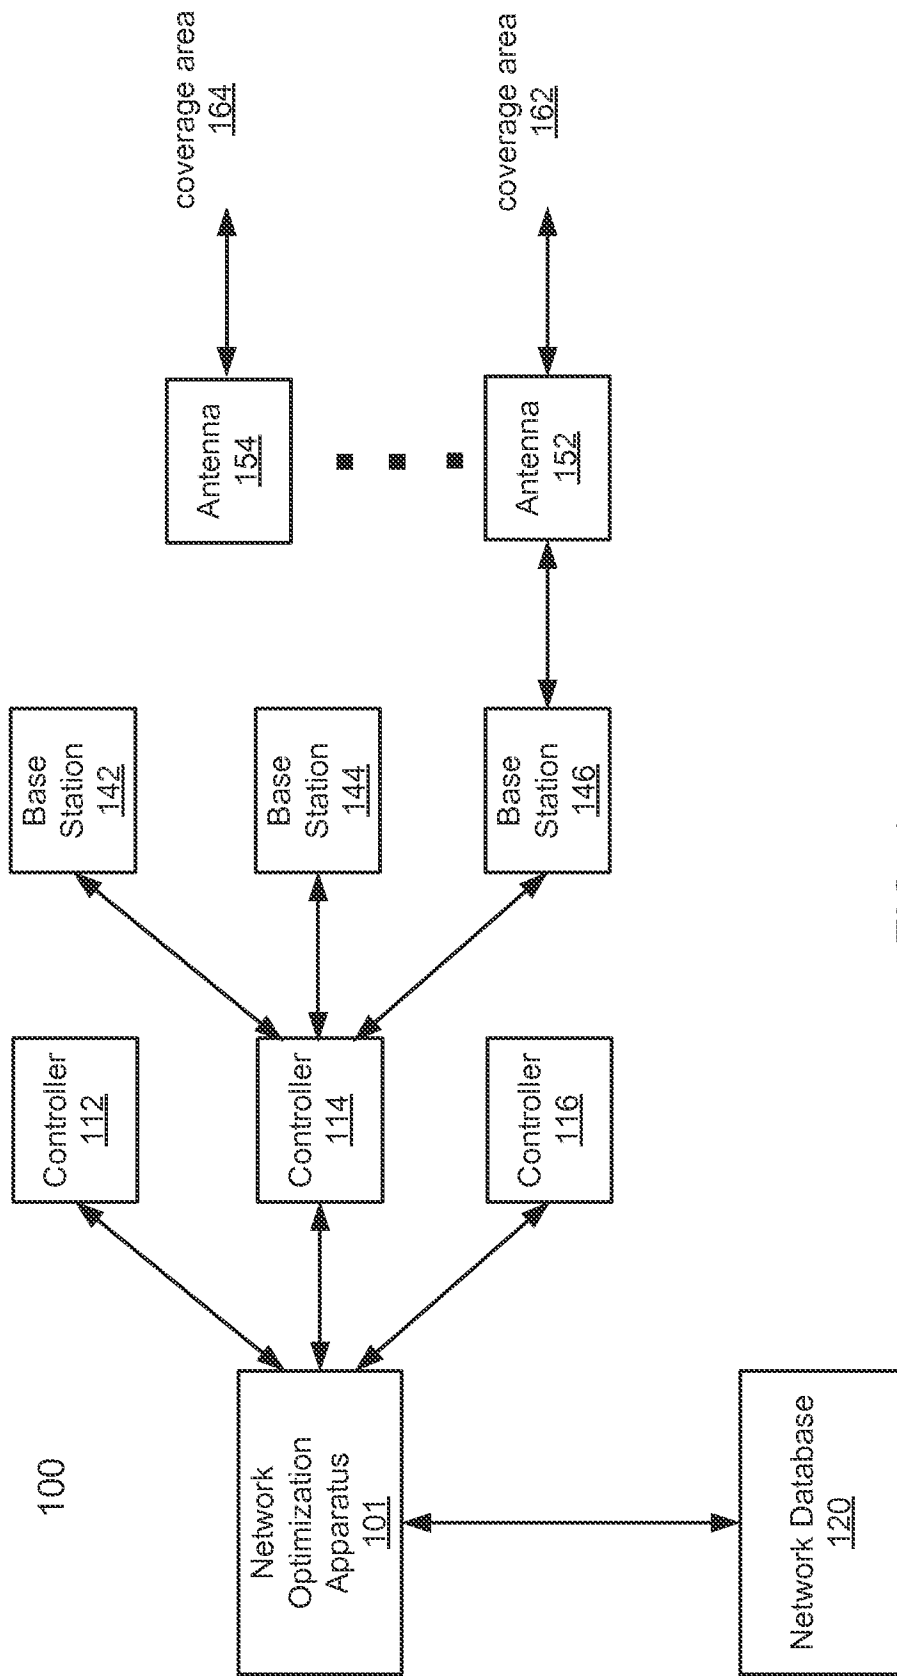 100
Controller
112
Base
Station
142
Network
Optimization
Apparatus
101
Controller
114
Base
Station
144
Antenna
154
coverage area
164
Controller
116
Base
Station
146
Antenna
152
coverage area
162
Network Database
120